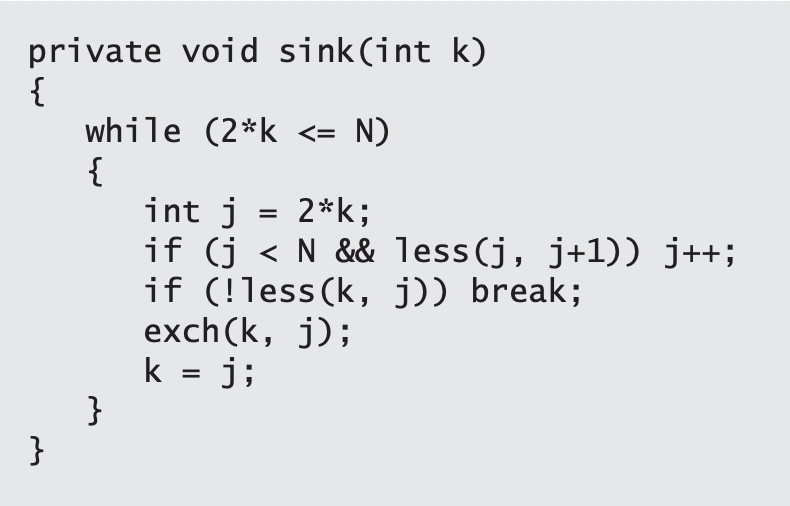 private void sink(int k)
{
   while (2*k <= N)
   {
      int j = 2*k;
      if (j < N && less(j, j+1)) j++;
      if (!less(k, j)) break;
      exch(k, j);
      k = j;
   }
}